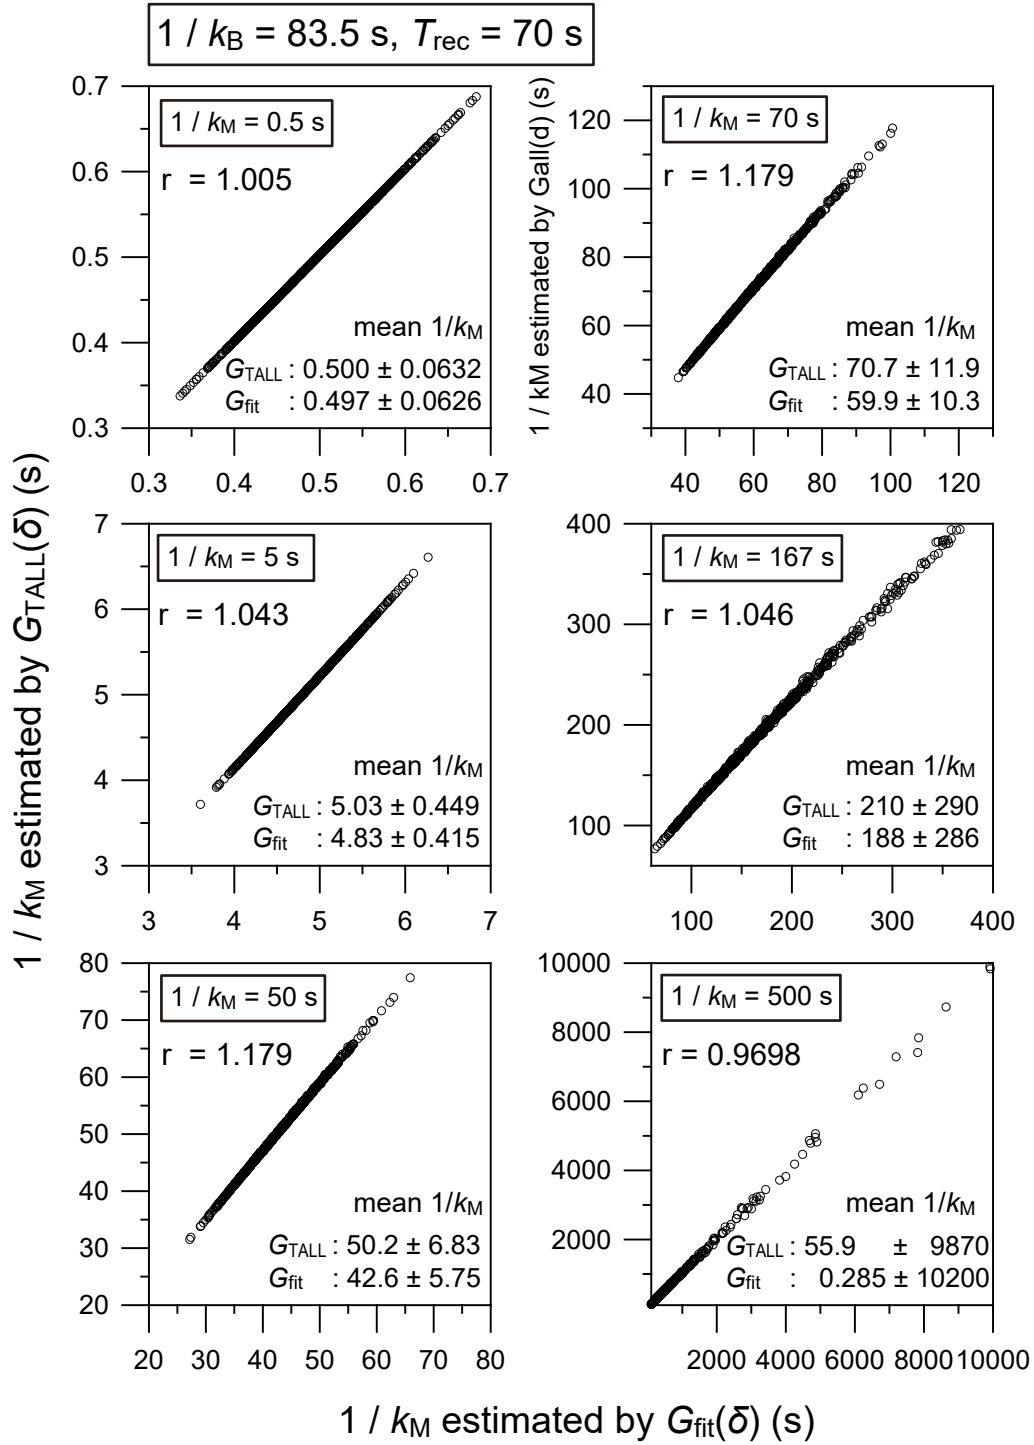 1 / kB = 83.5 s, Trec = 70 s
1 / kM estimated by GTALL(δ) (s)
0.7
0.6
0.5
0.4
0.3
1 / kM = 0.5 s
r = 1.005
mean 1/kM
GTALL : 0.500 ± 0.0632
Gfit : 0.497 ± 0.0626
0.3 0.4 0.5 0.6 0.7
1 / kM estimated by Gall(d) (s)
120
100
80
60
40
1 / kM = 70 s
r = 1.179
mean 1/kM
GTALL : 70.7 ± 11.9
Gfit : 59.9 ± 10.3
40 60 80 100 120
7
6
5
4
3
1 / kM = 5 s
r = 1.043
mean 1/kM
GTALL : 5.03 ± 0.449
Gfit : 4.83 ± 0.415
3 4 5 6 7
400
300
200
100
1 / kM = 167 s
r = 1.046
mean 1/kM
GTALL : 210 ± 290
Gfit : 188 ± 286
100 200 300 400
80
70
60
50
40
30
20
1 / kM = 50 s
r = 1.179
mean 1/kM
GTALL : 50.2 ± 6.83
Gfit : 42.6 ± 5.75
20 30 40 50 60 70 80
10000
8000
6000
4000
2000
1 / kM = 500 s
r = 0.9698
mean 1/kM
GTALL : 55.9 ± 9870
Gfit : 0.285 ± 10200
2000 4000 6000 8000 10000
1 / kM estimated by Gfit(δ) (s)